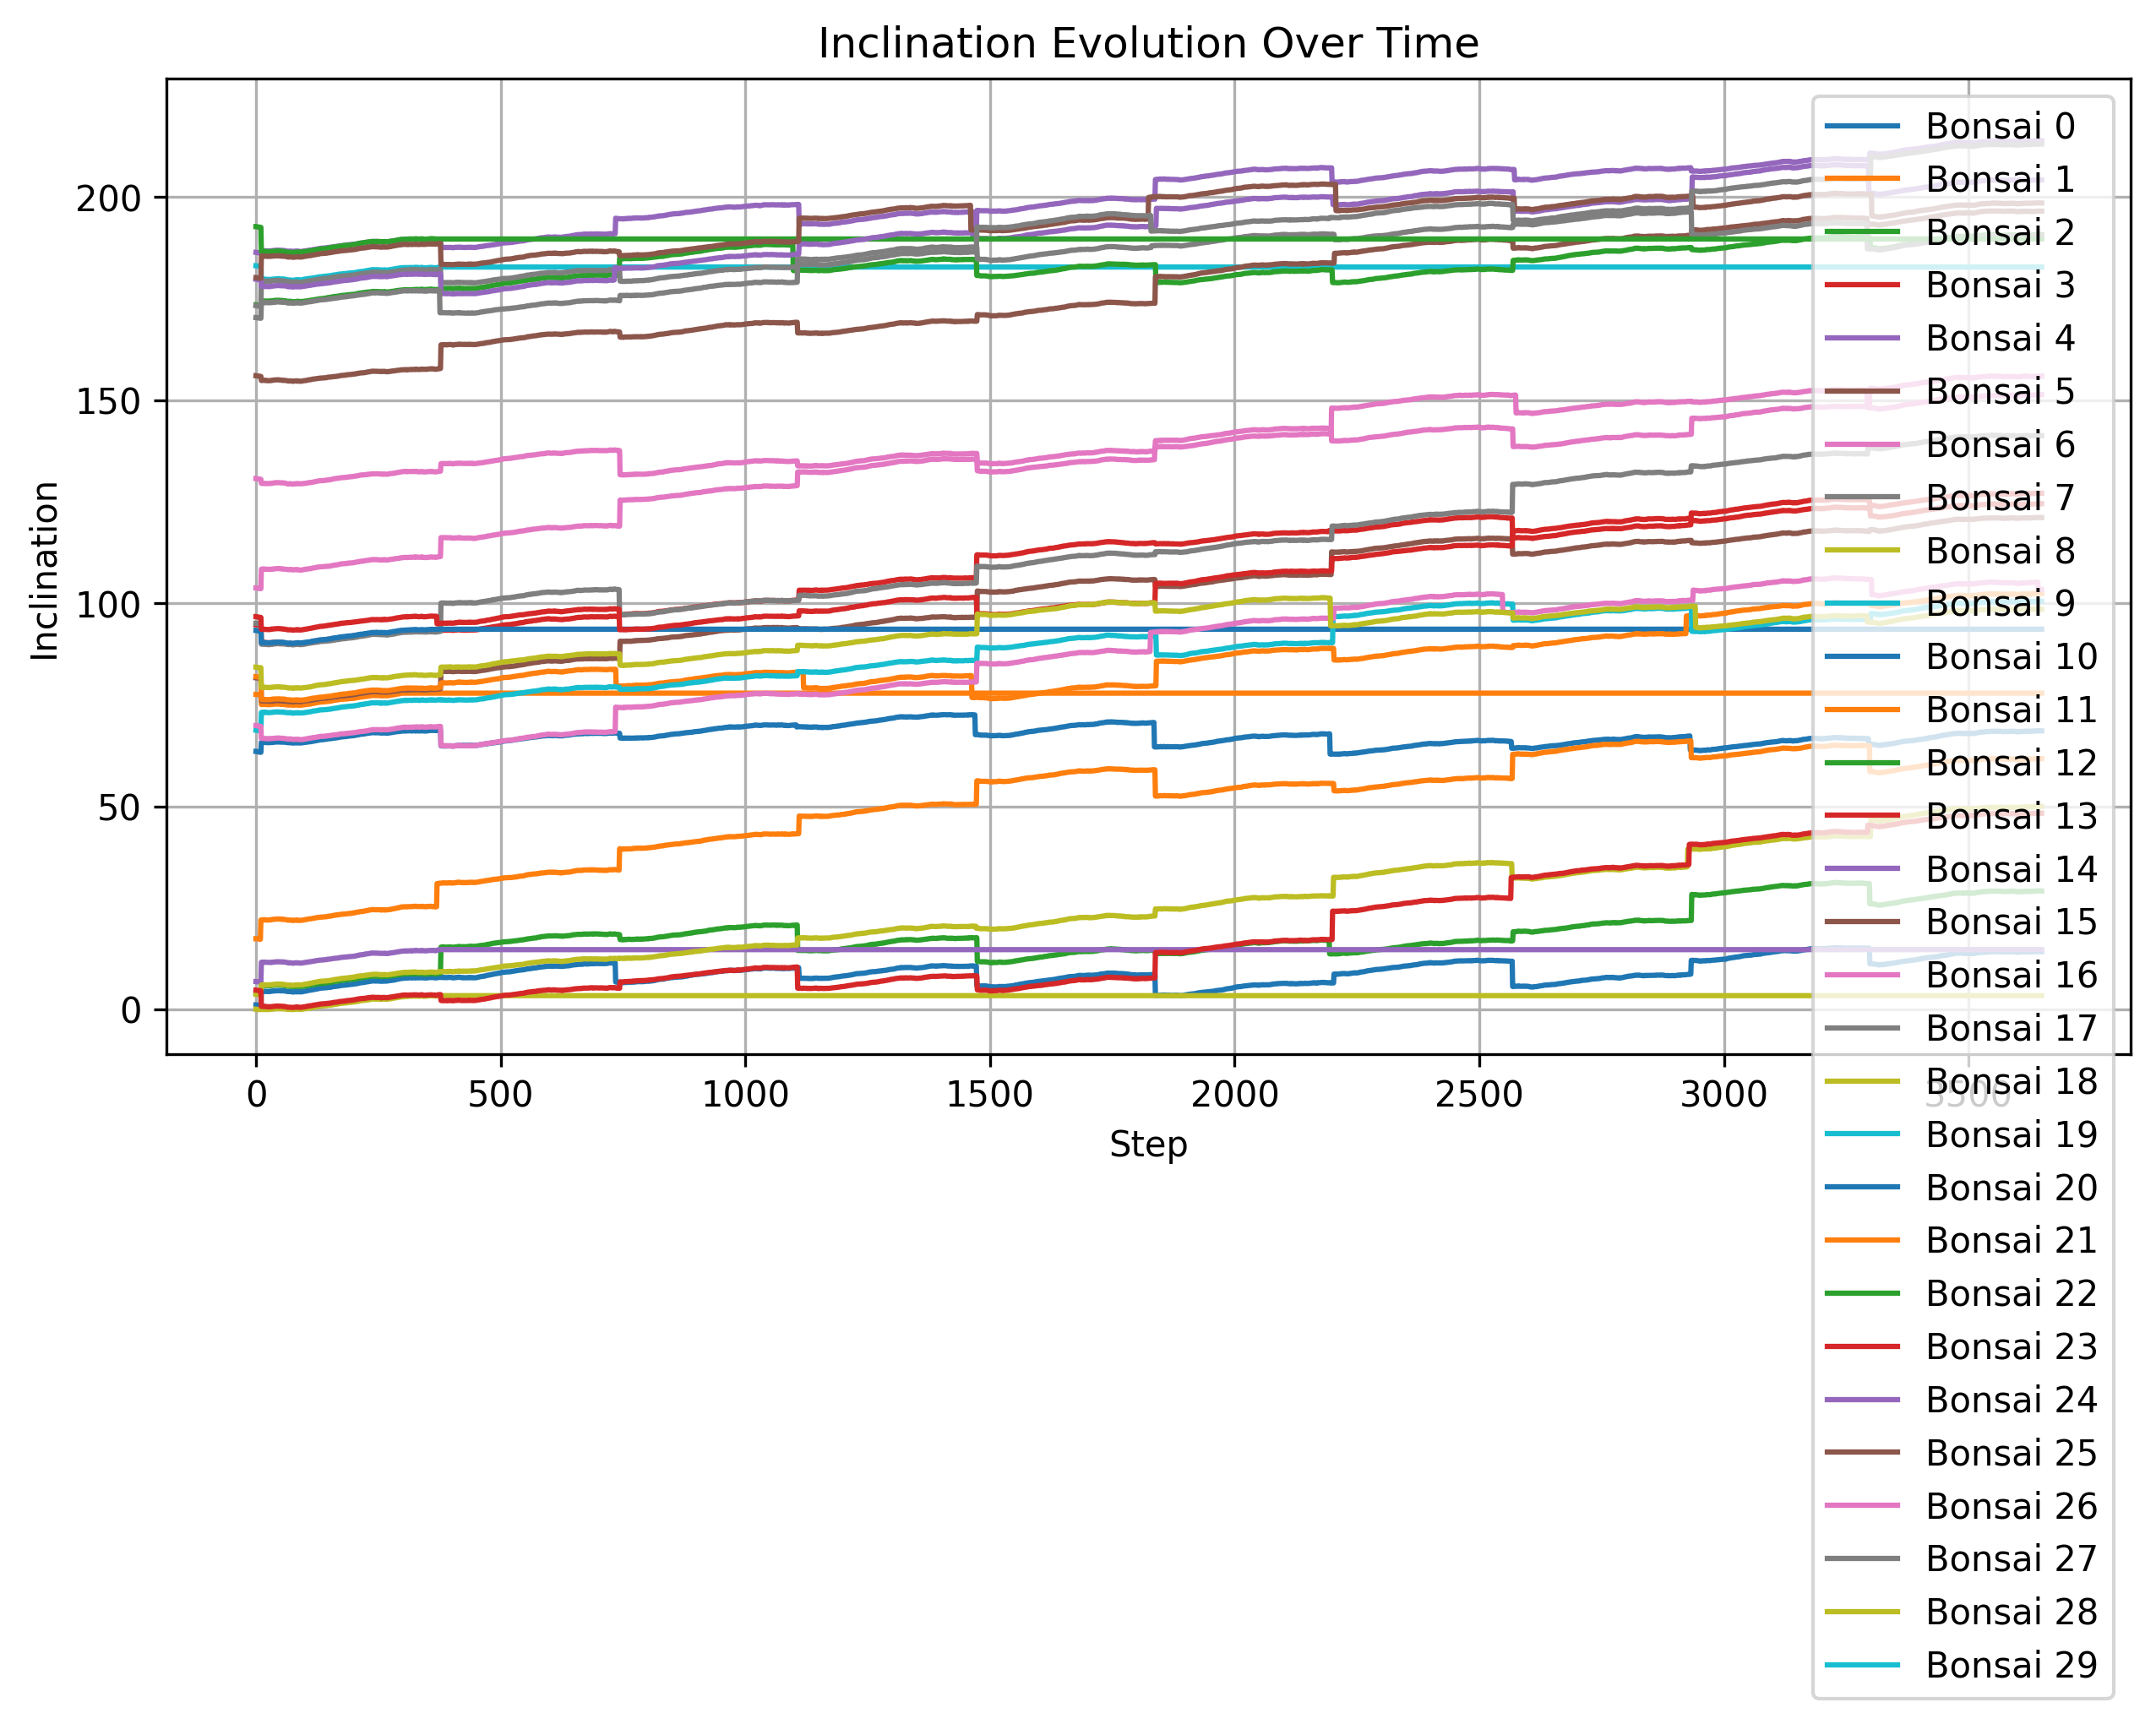 Inclination Evolution Over Time
Inclination
200
150
100
50
0
0
500
1000
1500
2000
2500
3000
3500
Step
Bonsai 0
Bonsai 1
Bonsai 2
Bonsai 3
Bonsai 4
Bonsai 5
Bonsai 6
Bonsai 7
Bonsai 8
Bonsai 9
Bonsai 10
Bonsai 11
Bonsai 12
Bonsai 13
Bonsai 14
Bonsai 15
Bonsai 16
Bonsai 17
Bonsai 18
Bonsai 19
Bonsai 20
Bonsai 21
Bonsai 22
Bonsai 23
Bonsai 24
Bonsai 25
Bonsai 26
Bonsai 27
Bonsai 28
Bonsai 29